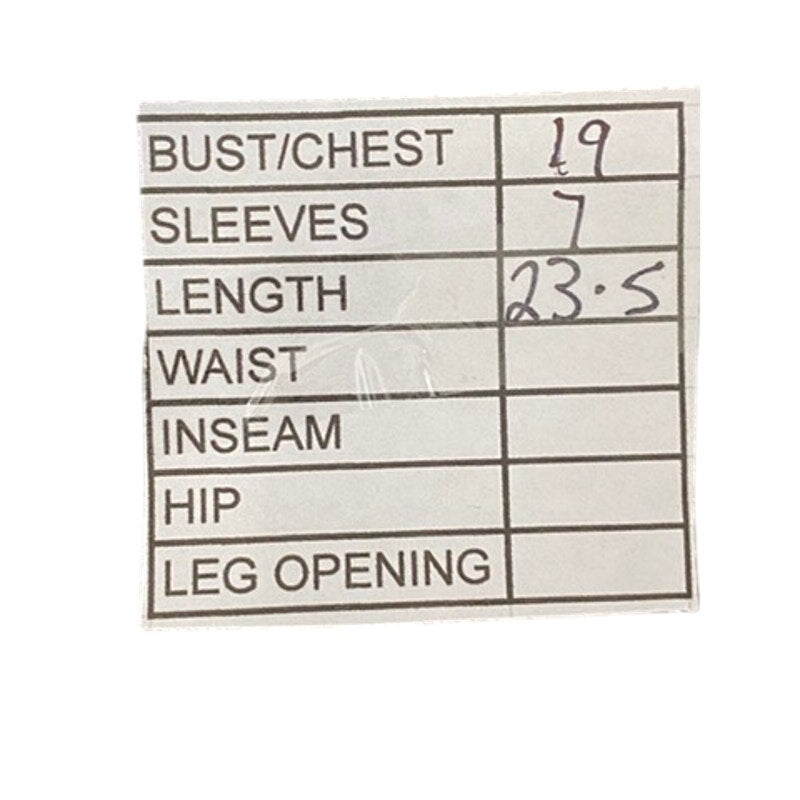 BUST/CHEST 19
SLEEVES 7
LENGTH 23.5
WAIST
INSEAM
HIP
LEG OPENING